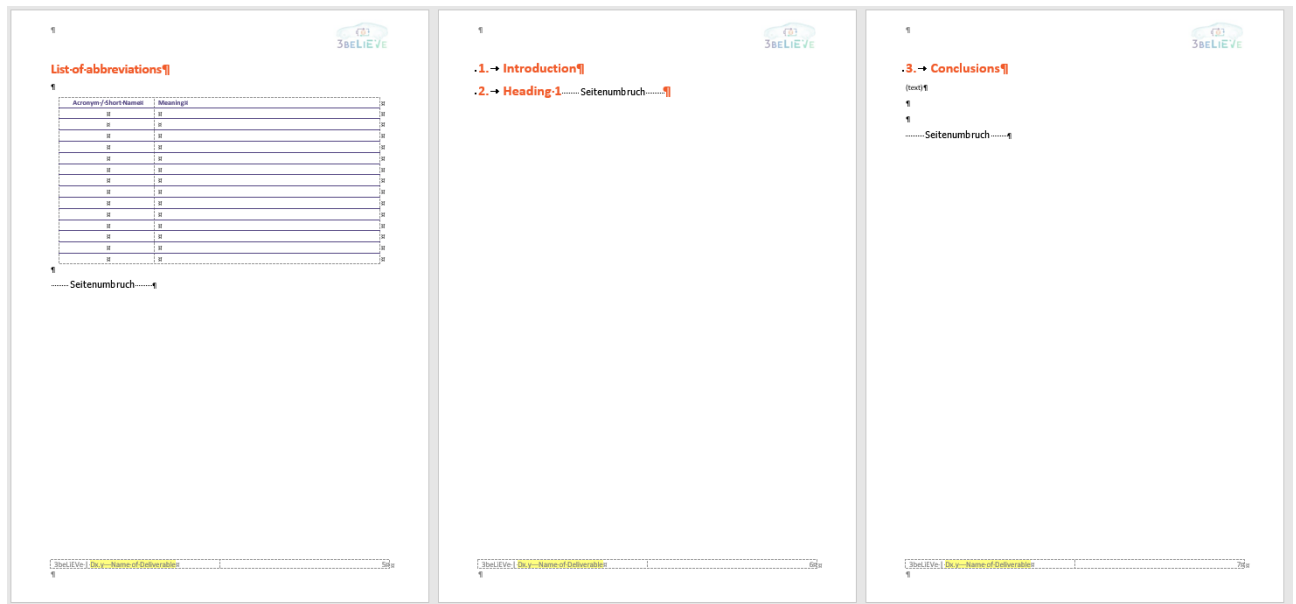 ¶
3BELIEVE
List·of·abbreviations¶
¶
Acronym·/·Short·Name¤ Meaning¤ ¤
¤ ¤ ¤
¤ ¤ ¤
¤ ¤ ¤
¤ ¤ ¤
¤ ¤ ¤
¤ ¤ ¤
¤ ¤ ¤
¤ ¤ ¤
¤ ¤ ¤
¤ ¤ ¤
¤ ¤ ¤
¤ ¤ ¤
¤ ¤ ¤
¤ ¤ ¤
¶
Seitenumbruch¶
3beLiEVe·|·Dx.y·–·Name·of·Deliverable¤ 5¤
¶
¶
3BELIEVE
1.→Introduction¶
2.→Heading·1 Seitenumbruch¶
3beLiEVe·|·Dx.y·–·Name·of·Deliverable¤ 6¤
¶
¶
3BELIEVE
3.→Conclusions¶
(text)¶
¶
¶
Seitenumbruch¶
3beLiEVe·|·Dx.y·–·Name·of·Deliverable¤ 7¤
¶